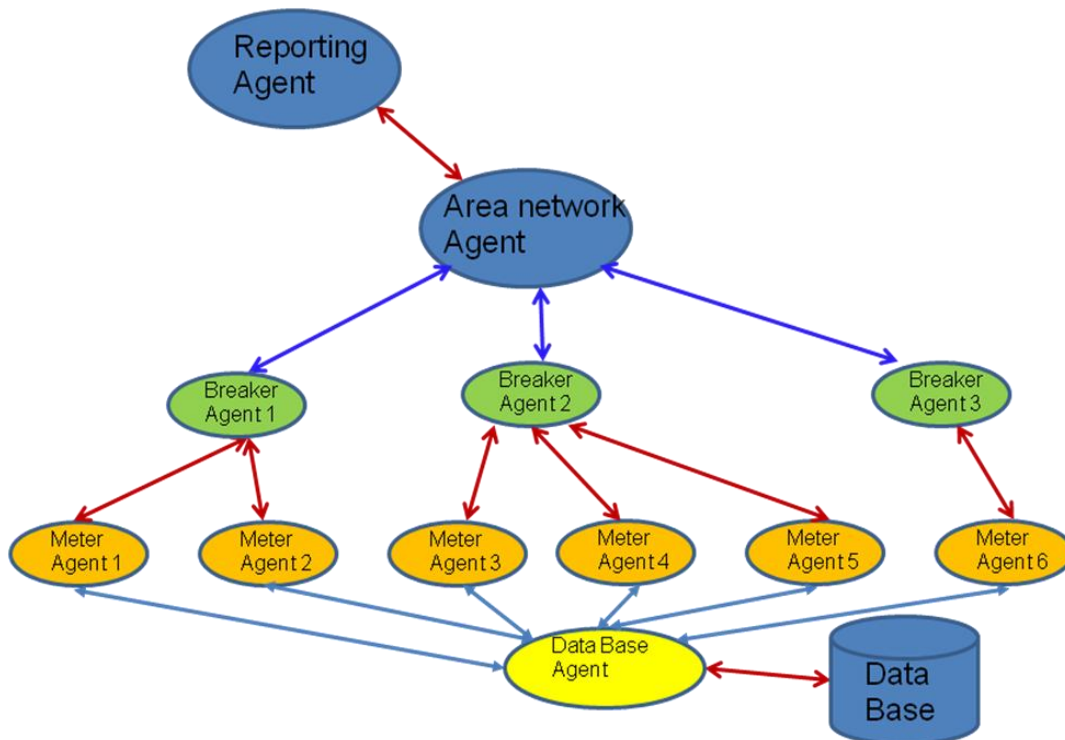 Reporting
Agent
Area network
Agent
Breaker
Agent 1
Breaker
Agent 2
Breaker
Agent 3
Meter
Agent 1
Meter
Agent 2
Meter
Agent 3
Meter
Agent 4
Meter
Agent 5
Meter
Agent 6
Data Base
Agent
Data
Base